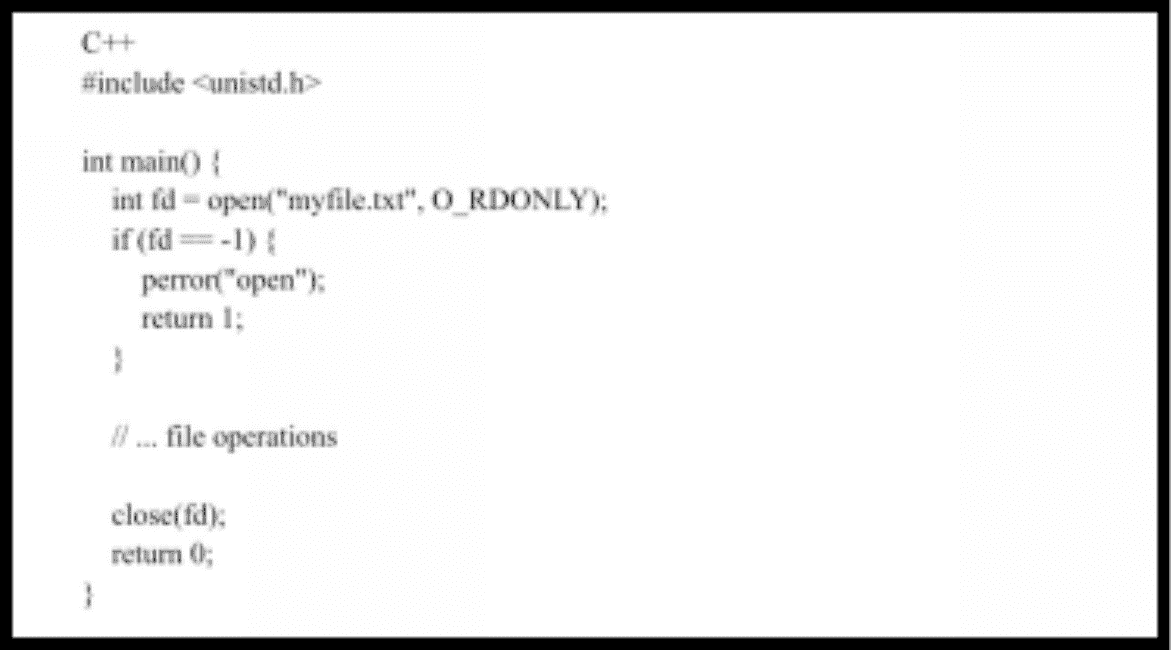 C++
#include <unistd.h>
int main() {
int fd = open("myfile.txt", O_RDONLY);
if (fd == -1) {
perror("open");
return 1;
}
// ... file operations
close(fd);
return 0;
}